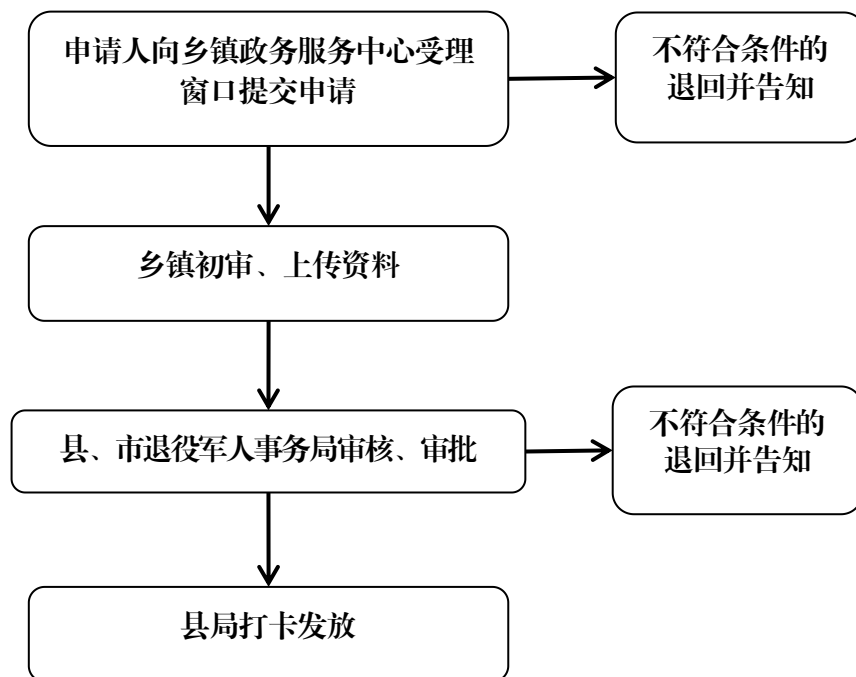 申请人向乡镇政务服务中心受理
窗口提交申请
不符合条件的
退回并告知
乡镇初审、上传资料
县、市退役军人事务局审核、审批
不符合条件的
退回并告知
县局打卡发放